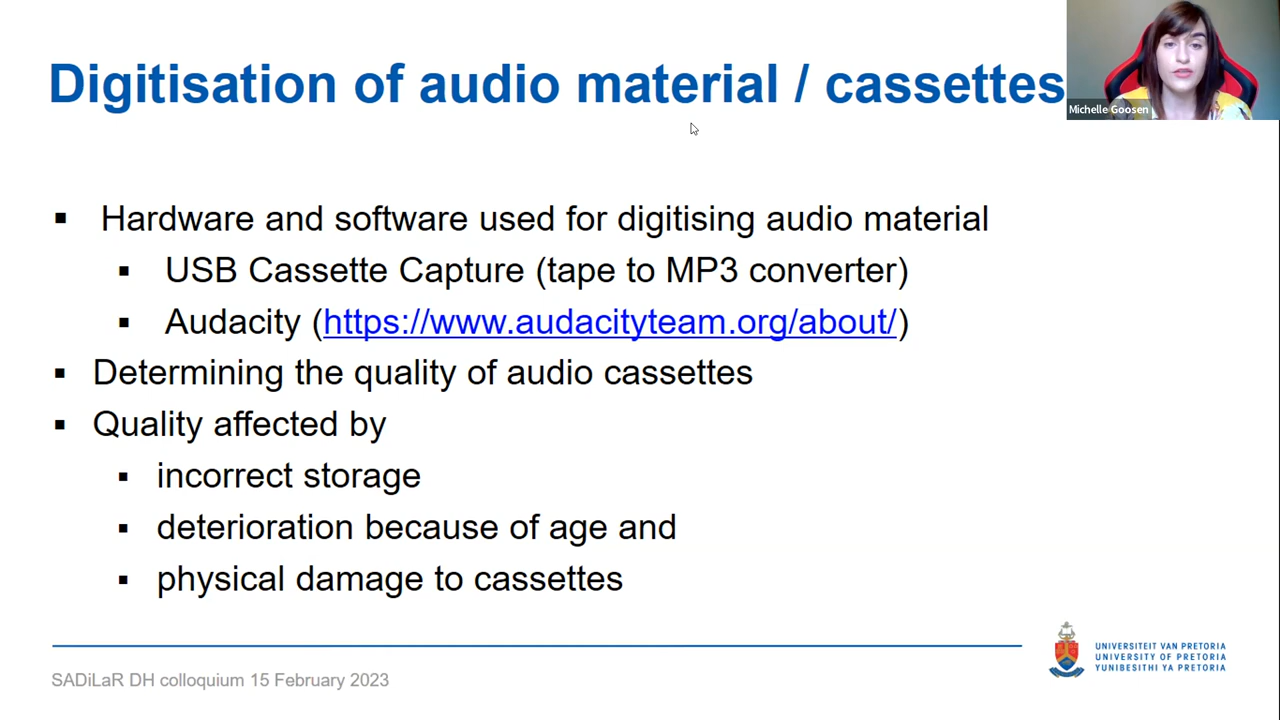 Digitisation of audio material / cassettes
Michelle Goosen
▪ Hardware and software used for digitising audio material
▪ USB Cassette Capture (tape to MP3 converter)
▪ Audacity (https://www.audacityteam.org/about/)
▪ Determining the quality of audio cassettes
▪ Quality affected by
▪ incorrect storage
▪ deterioration because of age and
▪ physical damage to cassettes
SADiLaR DH colloquium 15 February 2023
UNIVERSITEIT VAN PRETORIA
UNIVERSITY OF PRETORIA
YUNIBESITHI YA PRETORIA